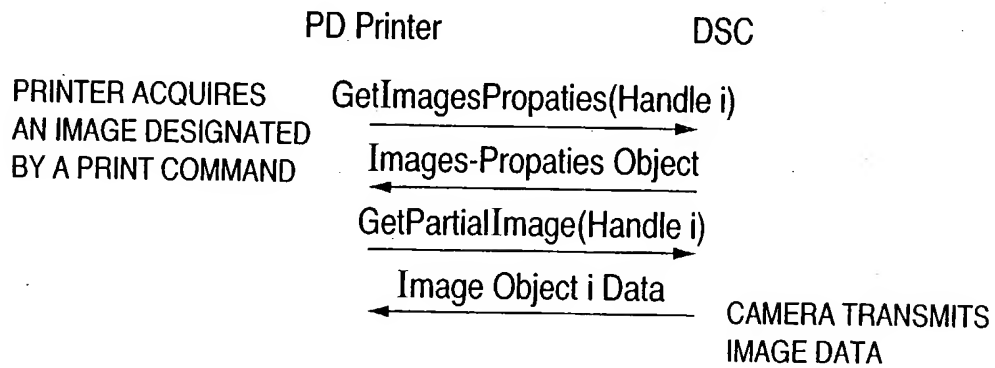 PD Printer DSC
PRINTER ACQUIRES
AN IMAGE DESIGNATED
BY A PRINT COMMAND
GetImagesPropaties(Handle i)
Images-Propaties Object
GetPartialImage(Handle i)
Image Object i Data
CAMERA TRANSMITS
IMAGE DATA